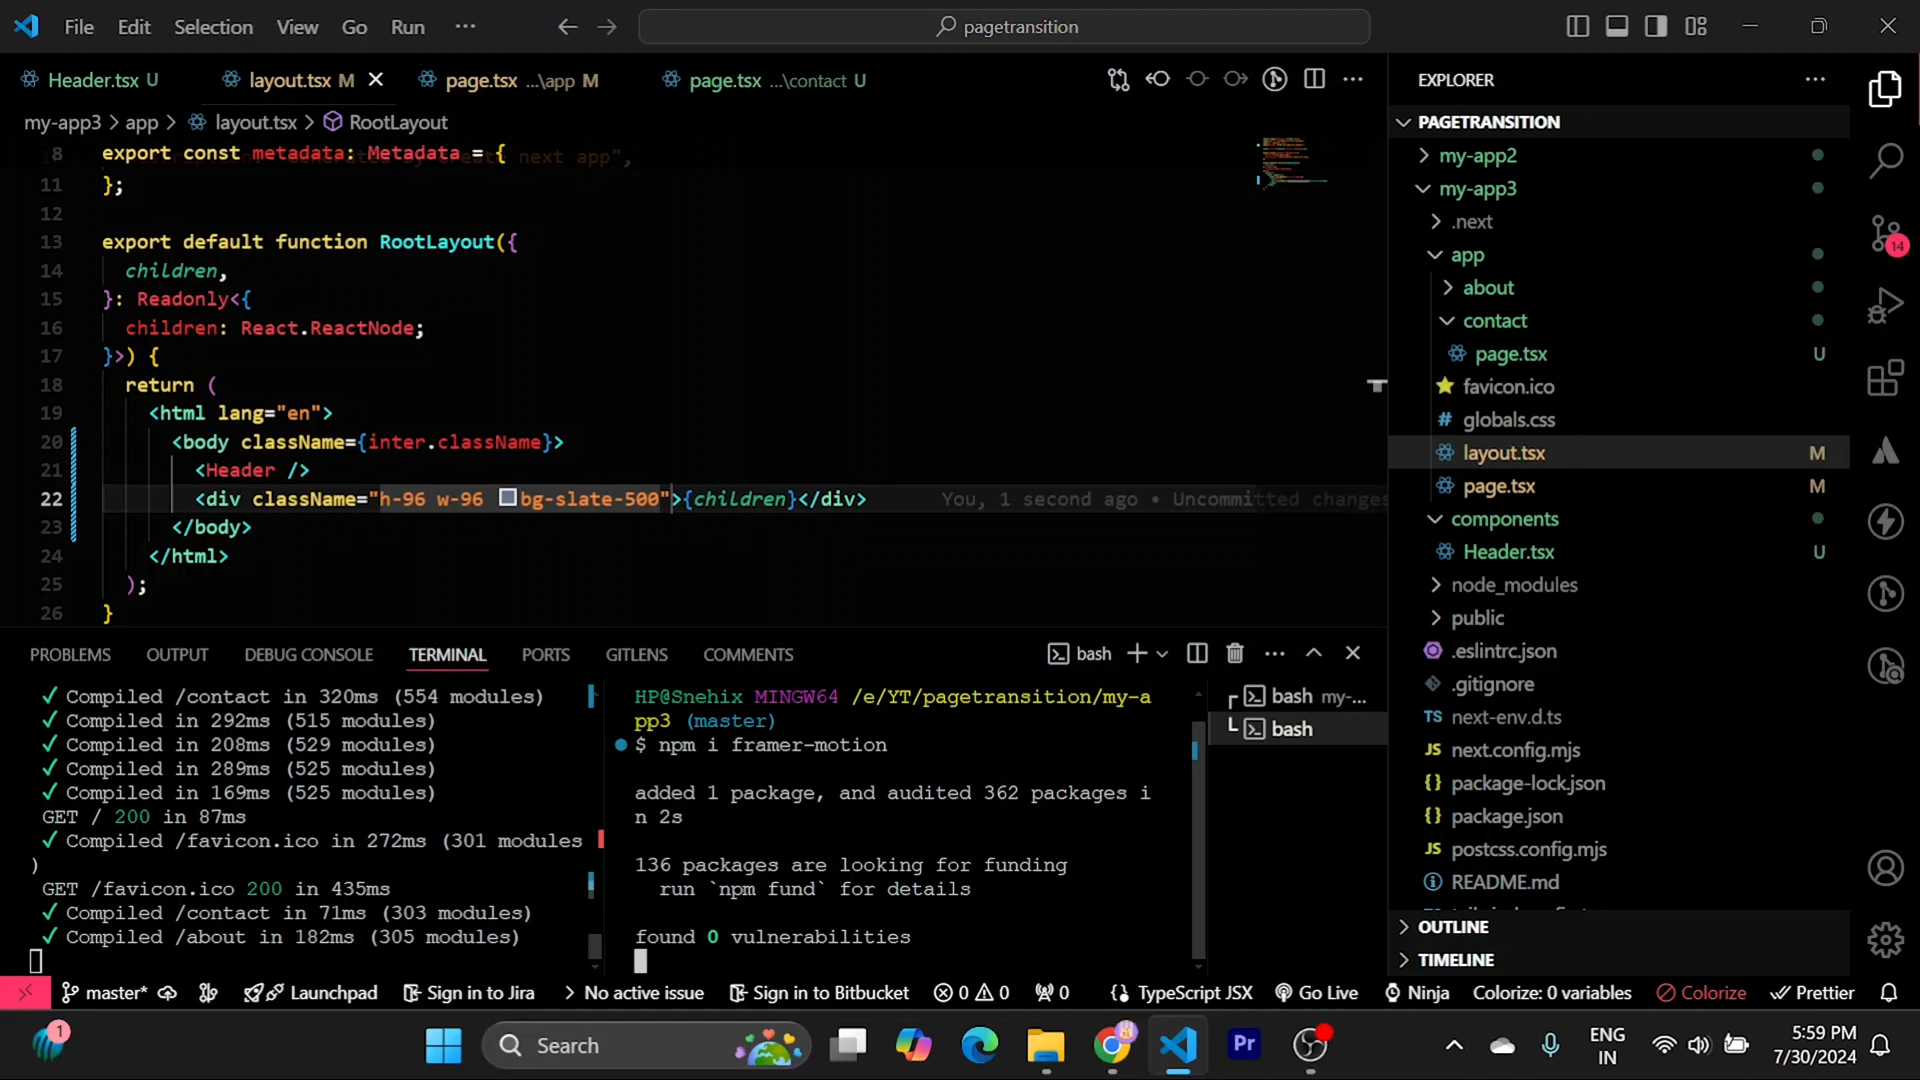 File Edit Selection View Go Run ··· pagetransition
Header.tsx U layout.tsx M page.tsx ...\app M page.tsx ...\contact U
my-app3 > app > layout.tsx > RootLayout
8 export const metadata: Metadata = {
11 };
12
13 export default function RootLayout({
14 children,
15 }: Readonly<{
16 children: React.ReactNode;
17 }>) {
18 return (
19 <html lang="en">
20 <body className={inter.className}>
21 <Header />
22 <div className="h-96 w-96 bg-slate-500">{children}</div> You, 1 second ago • Uncommitted changes
23 </body>
24 </html>
25 );
26 }
PROBLEMS OUTPUT DEBUG CONSOLE TERMINAL PORTS GITLENS COMMENTS bash
✓ Compiled /contact in 320ms (554 modules)
✓ Compiled in 292ms (515 modules)
✓ Compiled in 208ms (529 modules)
✓ Compiled in 289ms (525 modules)
✓ Compiled in 169ms (525 modules)
GET / 200 in 87ms
✓ Compiled /favicon.ico in 272ms (301 modules
)
GET /favicon.ico 200 in 435ms
✓ Compiled /contact in 71ms (303 modules)
✓ Compiled /about in 182ms (305 modules)
HP@Snehix MINGW64 /e/YT/pagetransition/my-a
pp3 (master)
$ npm i framer-motion
added 1 package, and audited 362 packages i
n 2s
136 packages are looking for funding
run `npm fund` for details
found 0 vulnerabilities
bash my-...
bash
EXPLORER
PAGETRANSITION
my-app2
my-app3
.next
app
about
contact
page.tsx U
favicon.ico
globals.css
layout.tsx M
page.tsx M
components
Header.tsx U
node_modules
public
.eslintrc.json
.gitignore
TS next-env.d.ts
JS next.config.mjs
{} package-lock.json
{} package.json
JS postcss.config.mjs
README.md
OUTLINE
TIMELINE
14
master* Launchpad Sign in to Jira No active issue Sign in to Bitbucket 0 0 0 TypeScript JSX Go Live Ninja Colorize: 0 variables Colorize Prettier
1 Search Pr ENG
IN
5:59 PM
7/30/2024